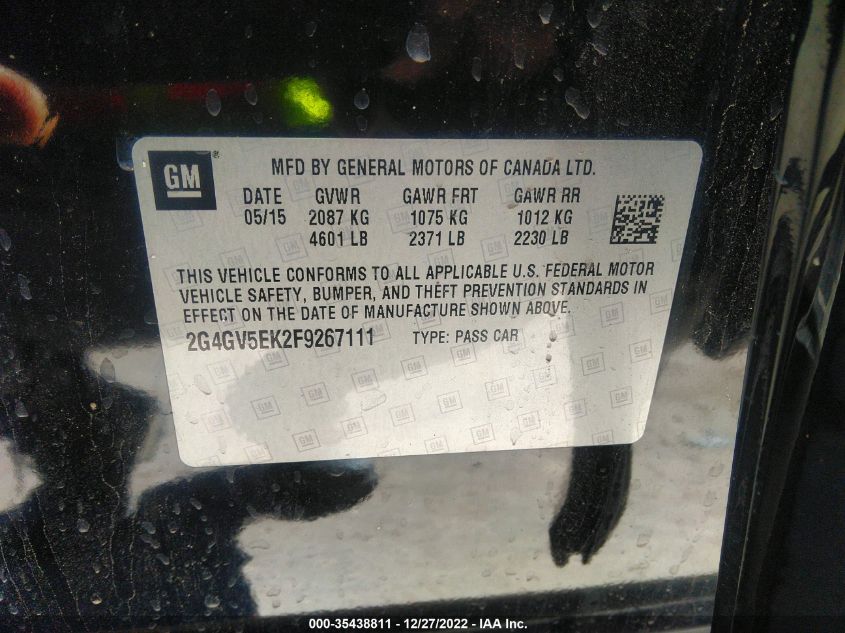 GM
MFD BY GENERAL MOTORS OF CANADA LTD.
DATE GVWR GAWR FRT GAWR RR
05/15 2087 KG 1075 KG 1012 KG
4601 LB 2371 LB 2230 LB
THIS VEHICLE CONFORMS TO ALL APPLICABLE U.S. FEDERAL MOTOR
VEHICLE SAFETY, BUMPER, AND THEFT PREVENTION STANDARDS IN
EFFECT ON THE DATE OF MANUFACTURE SHOWN ABOVE.
2G4GV5EK2F9267111 TYPE: PASS CAR
000-35438811 - 12/27/2022 - IAA Inc.